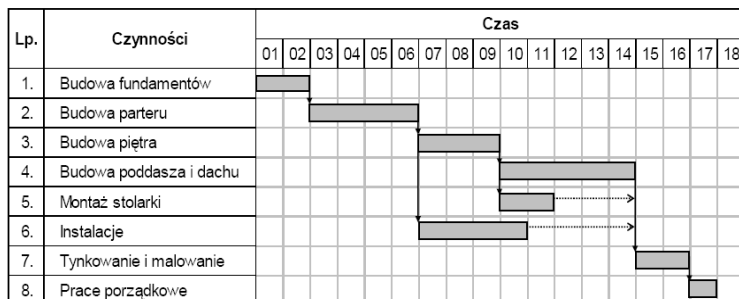 Lp. Czynności Czas
01 02 03 04 05 06 07 08 09 10 11 12 13 14 15 16 17 18
1. Budowa fundamentów
2. Budowa parteru
3. Budowa piętra
4. Budowa poddasza i dachu
5. Montaż stolarki
6. Instalacje
7. Tynkowanie i malowanie
8. Prace porządkowe